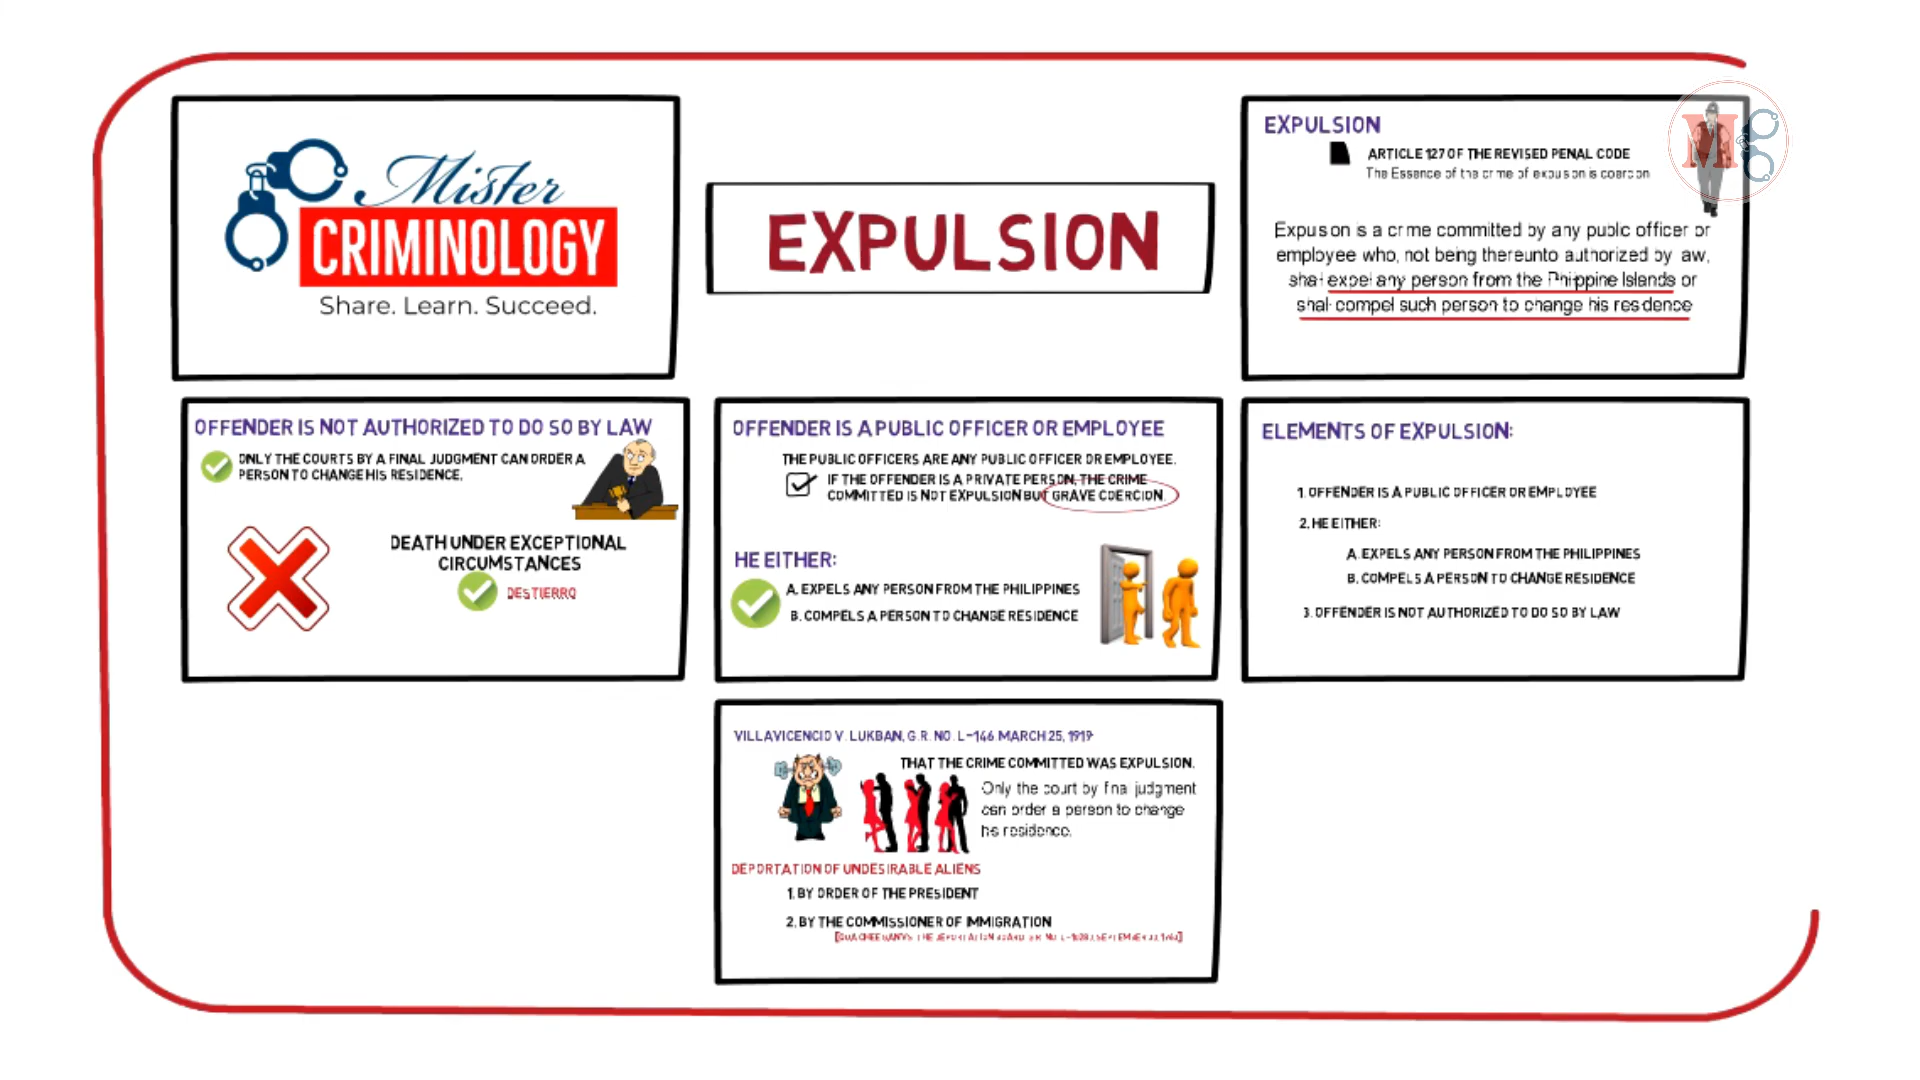 Mister
CRIMINOLOGY
Share. Learn. Succeed.
EXPULSION
EXPULSION
ARTICLE 127 OF THE REVISED PENAL CODE
The Essence of the crime of expulsion is coercion
Expulsion is a crime committed by any public officer or
employee who, not being thereunto authorized by law,
shall expel any person from the Philippine Islands or
shall compel such person to change his residence
OFFENDER IS NOT AUTHORIZED TO DO SO BY LAW
ONLY THE COURTS BY A FINAL JUDGMENT CAN ORDER A
PERSON TO CHANGE HIS RESIDENCE.
DEATH UNDER EXCEPTIONAL
CIRCUMSTANCES
DESTIERRO
OFFENDER IS A PUBLIC OFFICER OR EMPLOYEE
THE PUBLIC OFFICERS ARE ANY PUBLIC OFFICER OR EMPLOYEE.
IF THE OFFENDER IS A PRIVATE PERSON, THE CRIME
COMMITTED IS NOT EXPULSION BUT GRAVE COERCION.
HE EITHER:
A. EXPELS ANY PERSON FROM THE PHILIPPINES
B. COMPELS A PERSON TO CHANGE RESIDENCE
ELEMENTS OF EXPULSION:
1. OFFENDER IS A PUBLIC OFFICER OR EMPLOYEE
2. HE EITHER:
A. EXPELS ANY PERSON FROM THE PHILIPPINES
B. COMPELS A PERSON TO CHANGE RESIDENCE
3. OFFENDER IS NOT AUTHORIZED TO DO SO BY LAW
VILLAVICENCIO V. LUKBAN, G.R. NO. L-146 MARCH 25, 1919
THAT THE CRIME COMMITTED WAS EXPULSION.
Only the court by final judgment
can order a person to change
his residence.
DEPORTATION OF UNDESIRABLE ALIENS
1. BY ORDER OF THE PRESIDENT
2. BY THE COMMISSIONER OF IMMIGRATION